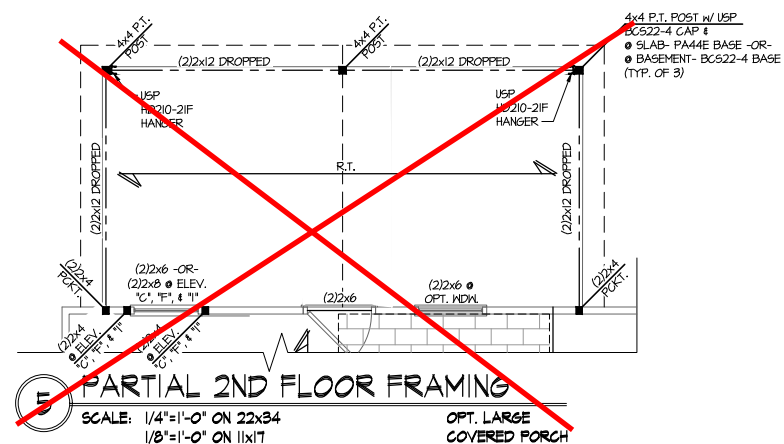 4x4 P.T.
POST
4x4 P.T.
POST
4x4 P.T. POST W/ USP
BCS22-4 CAP &
@ SLAB- PA44E BASE -OR-
@ BASEMENT- BCS22-4 BASE
(TYP. OF 3)
(2)2x12 DROPPED
(2)2x12 DROPPED
USP
HD210-2IF
HANGER
USP
HD210-2IF
HANGER
(2)2x12 DROPPED
R.T.
(2)2x12 DROPPED
(2)2x4
PCKT.
(2)2x6 -OR-
(2)2x8 @ ELEV.
"C", "F", & "I"
(2)2x6
(2)2x6 @
OPT. WDW.
(2)2x4
PCKT.
(2)2x4
@ ELEV.
"C", "F", & "I"
(2)2x4
@ ELEV.
"C", "F", & "I"
5
PARTIAL 2ND FLOOR FRAMING
SCALE: 1/4"=1'-0" ON 22x34
1/8"=1'-0" ON 11x17
OPT. LARGE
COVERED PORCH